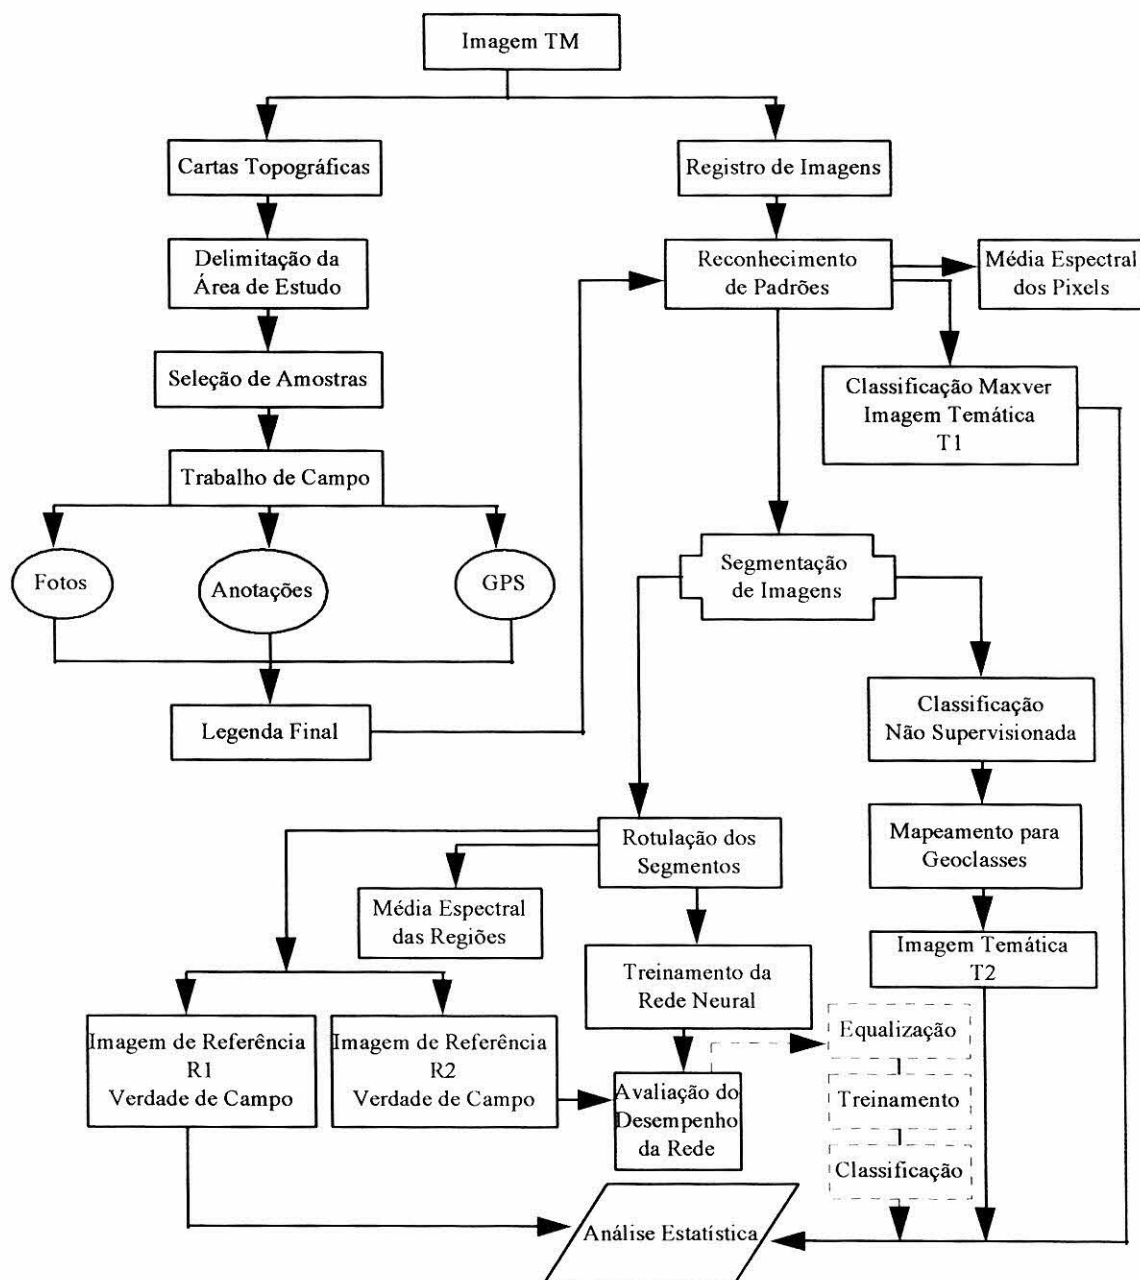 Imagem TM
Cartas Topográficas
Registro de Imagens
Delimitação da
Área de Estudo
Reconhecimento
de Padrões
Média Espectral
dos Pixels
Seleção de Amostras
Classificação Maxver
Imagem Temática
T1
Trabalho de Campo
Fotos
Anotações
GPS
Segmentação
de Imagens
Legenda Final
Classificação
Não Supervisionada
Rotulação dos
Segmentos
Mapeamento para
Geoclasses
Média Espectral
das Regiões
Treinamento da
Rede Neural
Imagem Temática
T2
Imagem de Referência
R1
Verdade de Campo
Imagem de Referência
R2
Verdade de Campo
Avaliação do
Desempenho
da Rede
Equalização
Treinamento
Classificação
Análise Estatística